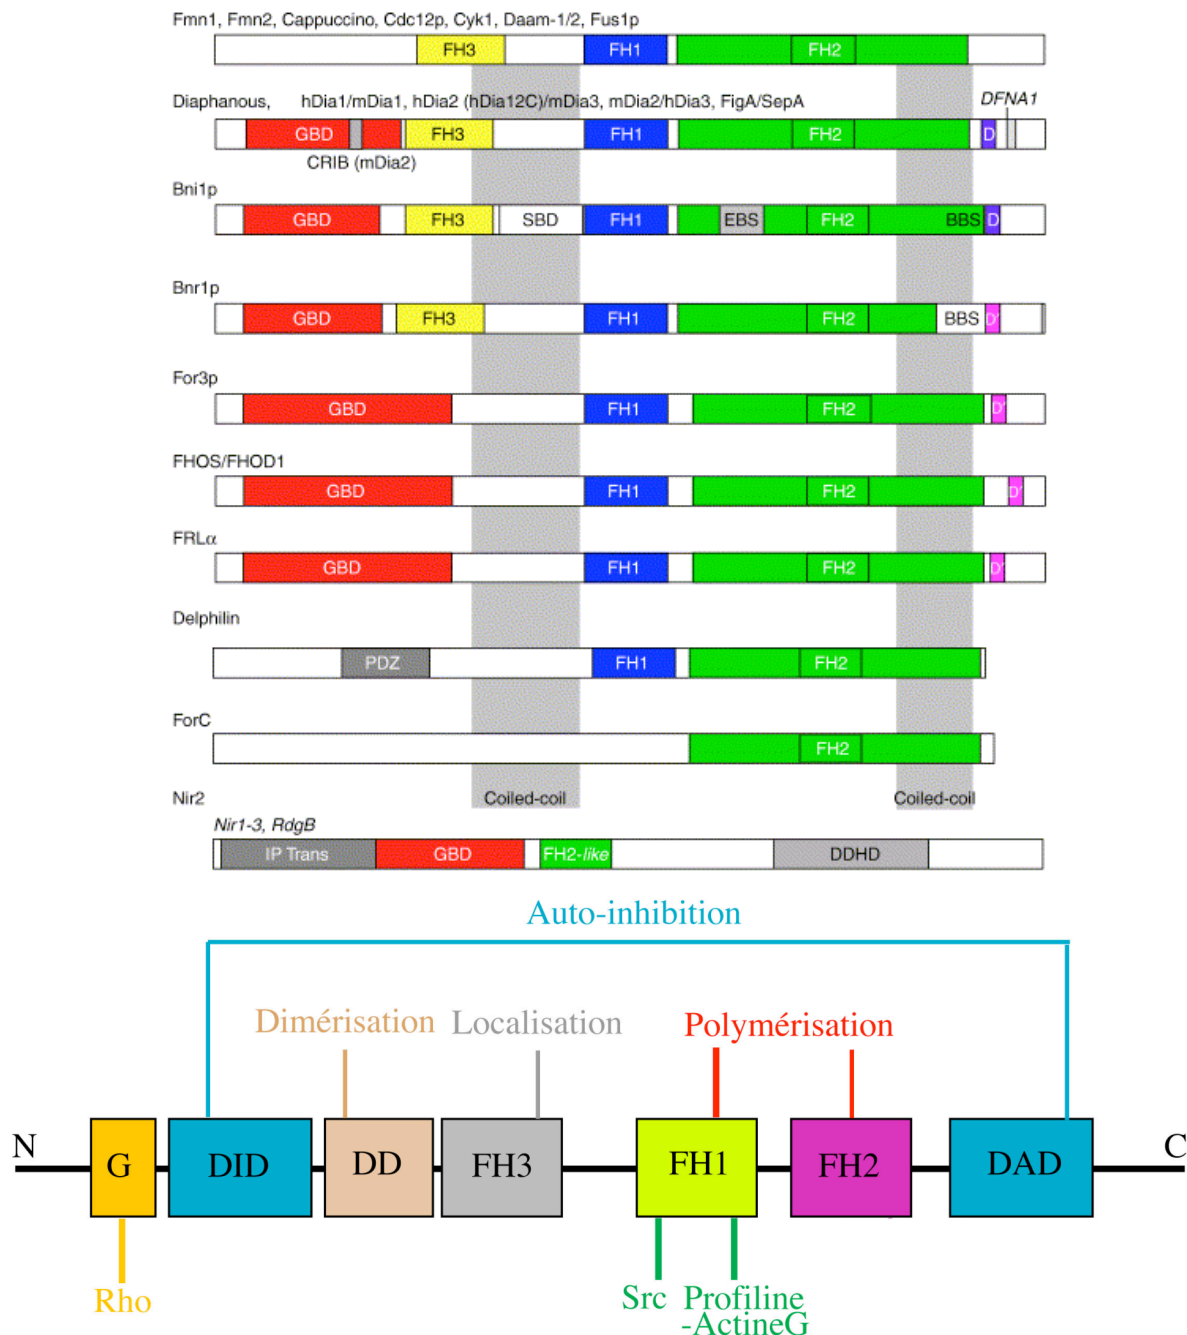 Fmn1, Fmn2, Cappuccino, Cdc12p, Cyk1, Daam-1/2, Fus1p
FH3 FH1 FH2
Diaphanous, hDia1/mDia1, hDia2 (hDia12C)/mDia3, mDia2/hDia3, FigA/SepA DFNA1
GBD FH3 FH1 FH2 D
CRIB (mDia2)
Bni1p
GBD FH3 SBD FH1 EBS FH2 BBS D
Bnr1p
GBD FH3 FH1 FH2 BBS D'
For3p
GBD FH1 FH2 D'
FHOS/FHOD1
GBD FH1 FH2 D'
FRLα
GBD FH1 FH2 D'
Delphilin
PDZ FH1 FH2
ForC
FH2
Nir2 Coiled-coil Coiled-coil
Nir1-3, RdgB
IP Trans GBD FH2-like DDHD
Auto-inhibition
Dimérisation Localisation Polymérisation
N C
G DID DD FH3 FH1 FH2 DAD
Rho Src Profiline
-ActineG